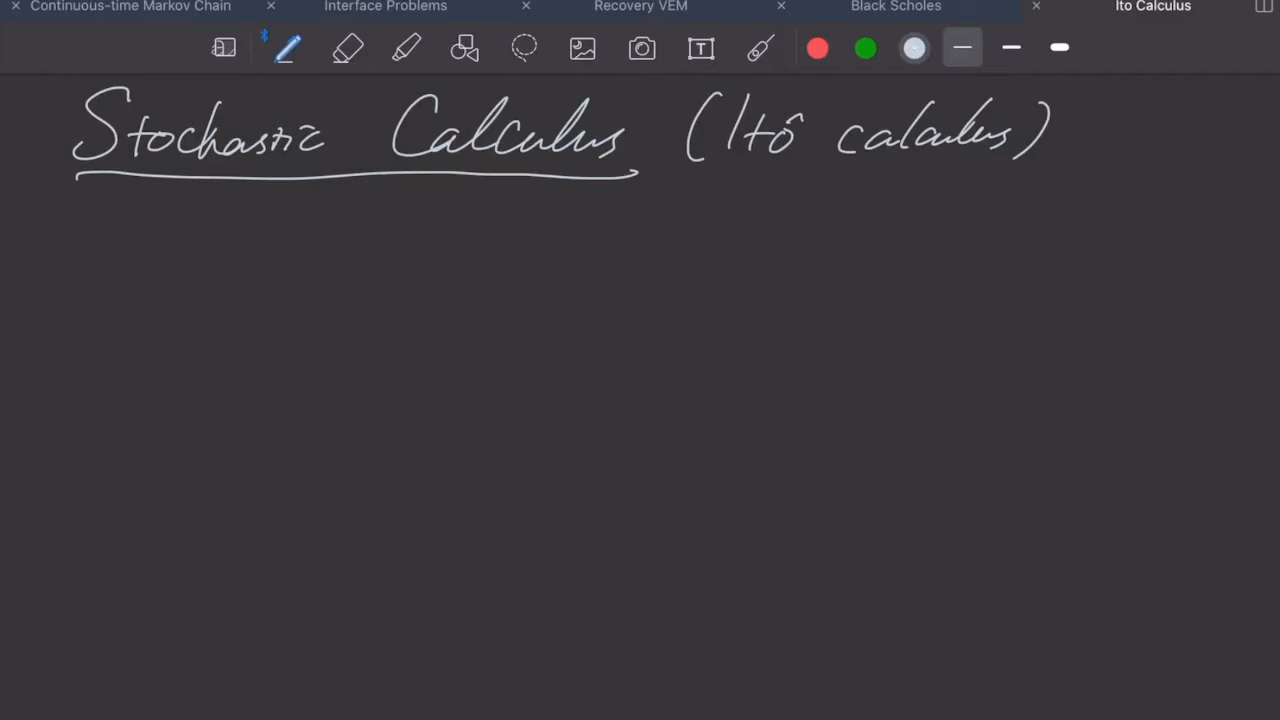 Continuous-time Markov Chain Interface Problems Recovery VEM Black Scholes Ito Calculus
T
Stochastic Calculus (Itô calculus)